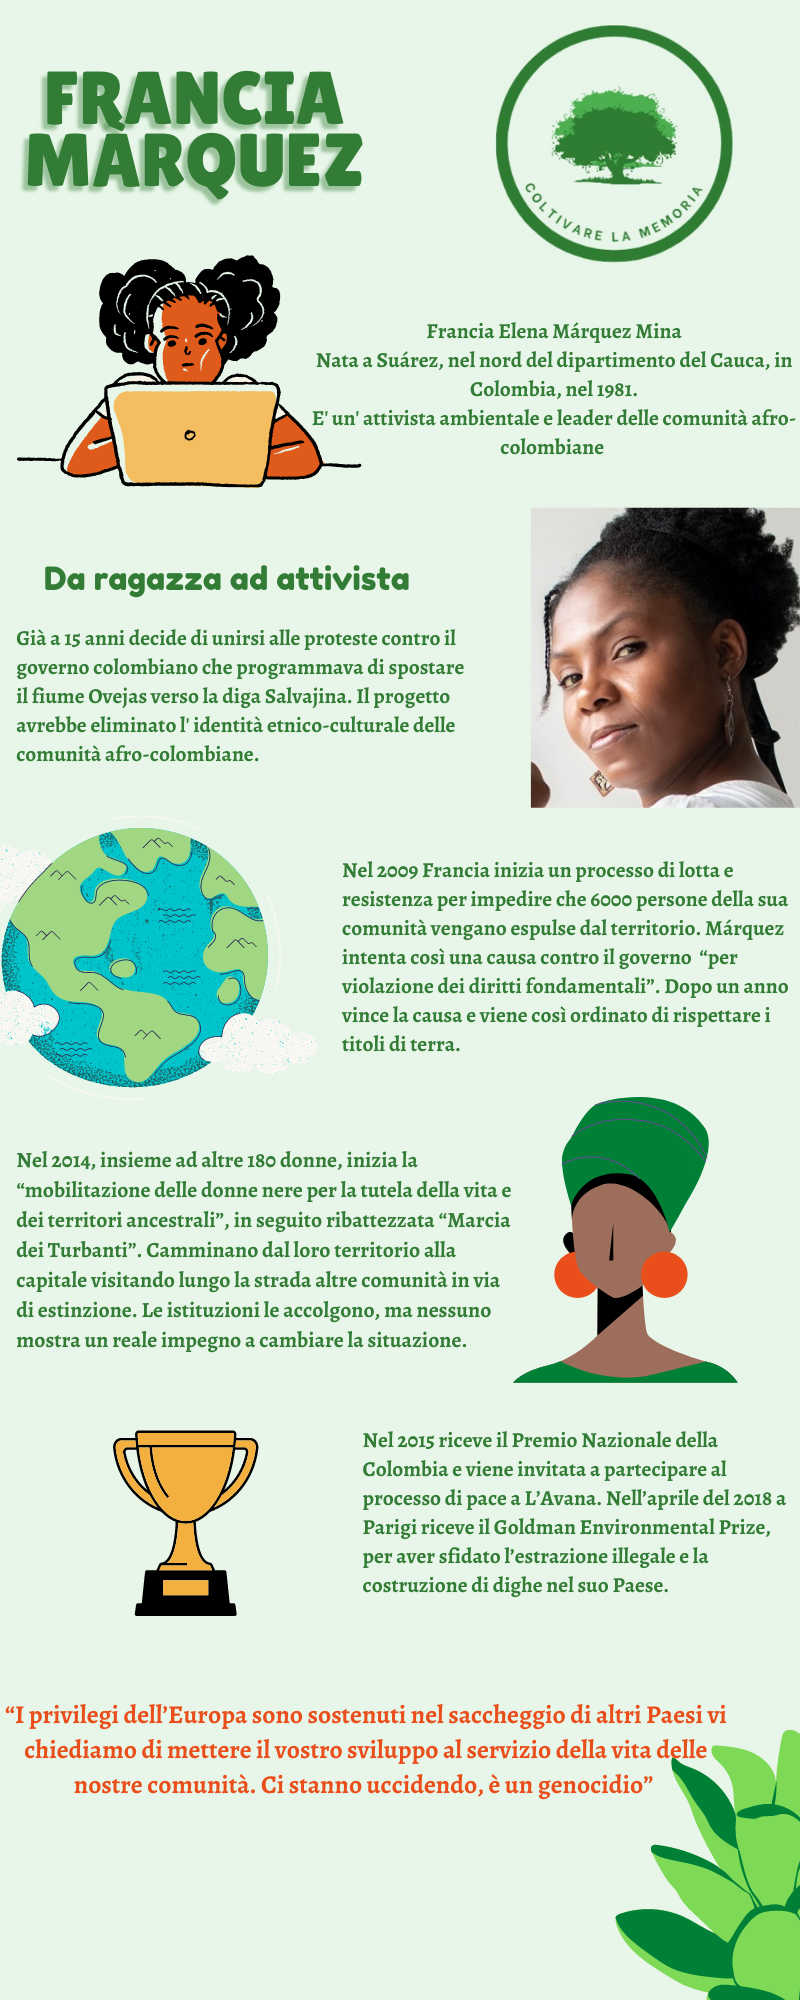 FRANCIA
MÀRQUEZ
COLTIVARE LA MEMORIA
Francia Elena Márquez Mina
Nata a Suárez, nel nord del dipartimento del Cauca, in
Colombia, nel 1981.
E' un' attivista ambientale e leader delle comunità afro-
colombiane
Da ragazza ad attivista
Già a 15 anni decide di unirsi alle proteste contro il
governo colombiano che programmava di spostare
il fiume Ovejas verso la diga Salvajina. Il progetto
avrebbe eliminato l' identità etnico-culturale delle
comunità afro-colombiane.
Nel 2009 Francia inizia un processo di lotta e
resistenza per impedire che 6000 persone della sua
comunità vengano espulse dal territorio. Márquez
intenta così una causa contro il governo “per
violazione dei diritti fondamentali”. Dopo un anno
vince la causa e viene così ordinato di rispettare i
titoli di terra.
Nel 2014, insieme ad altre 180 donne, inizia la
“mobilitazione delle donne nere per la tutela della vita e
dei territori ancestrali”, in seguito ribattezzata “Marcia
dei Turbanti”. Camminano dal loro territorio alla
capitale visitando lungo la strada altre comunità in via
di estinzione. Le istituzioni le accolgono, ma nessuno
mostra un reale impegno a cambiare la situazione.
Nel 2015 riceve il Premio Nazionale della
Colombia e viene invitata a partecipare al
processo di pace a L’Avana. Nell’aprile del 2018 a
Parigi riceve il Goldman Environmental Prize,
per aver sfidato l’estrazione illegale e la
costruzione di dighe nel suo Paese.
“I privilegi dell’Europa sono sostenuti nel saccheggio di altri Paesi vi
chiediamo di mettere il vostro sviluppo al servizio della vita delle
nostre comunità. Ci stanno uccidendo, è un genocidio”